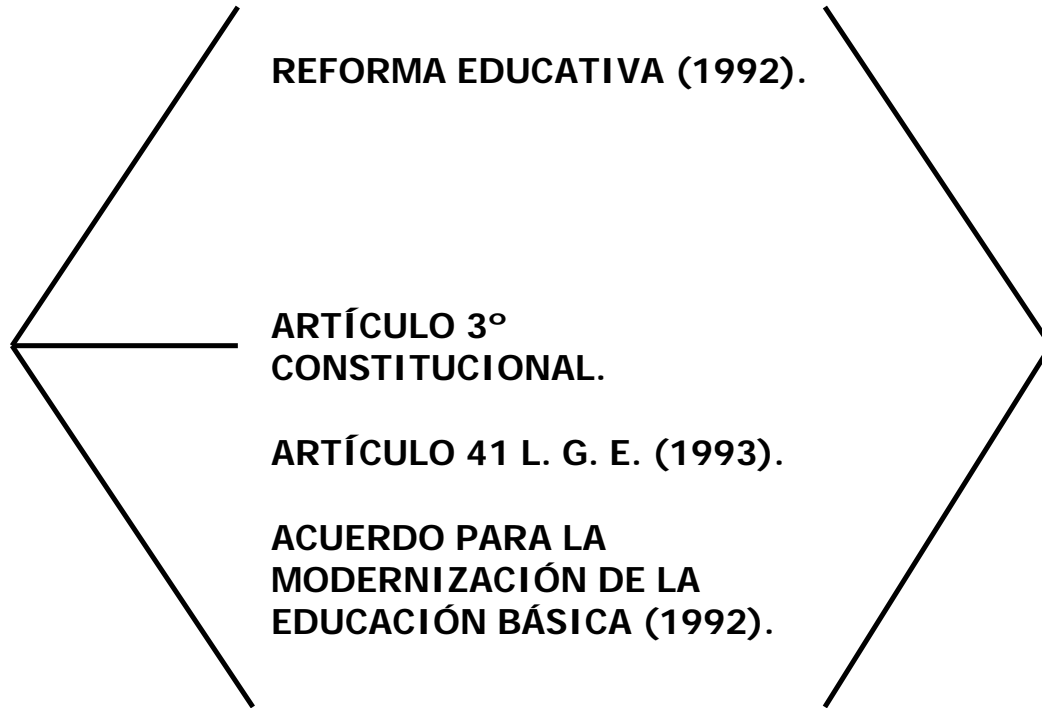 REFORMA EDUCATIVA (1992).
ARTÍCULO 3º
CONSTITUCIONAL.
ARTÍCULO 41 L. G. E. (1993).
ACUERDO PARA LA
MODERNIZACIÓN DE LA
EDUCACIÓN BÁSICA (1992).